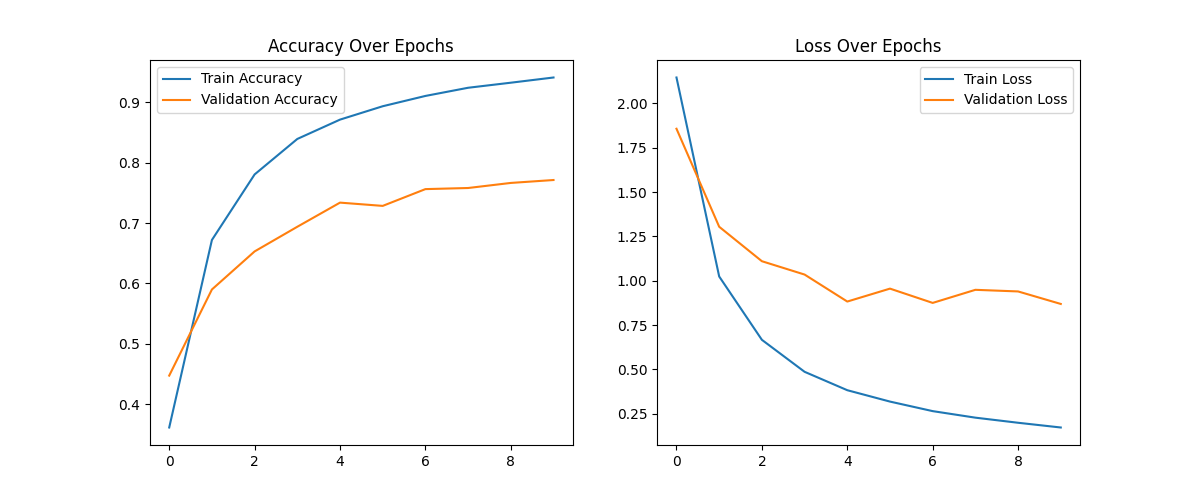 Accuracy Over Epochs
Train Accuracy
Validation Accuracy
0.9
0.8
0.7
0.6
0.5
0.4
0 2 4 6 8
Loss Over Epochs
Train Loss
Validation Loss
2.00
1.75
1.50
1.25
1.00
0.75
0.50
0.25
0 2 4 6 8